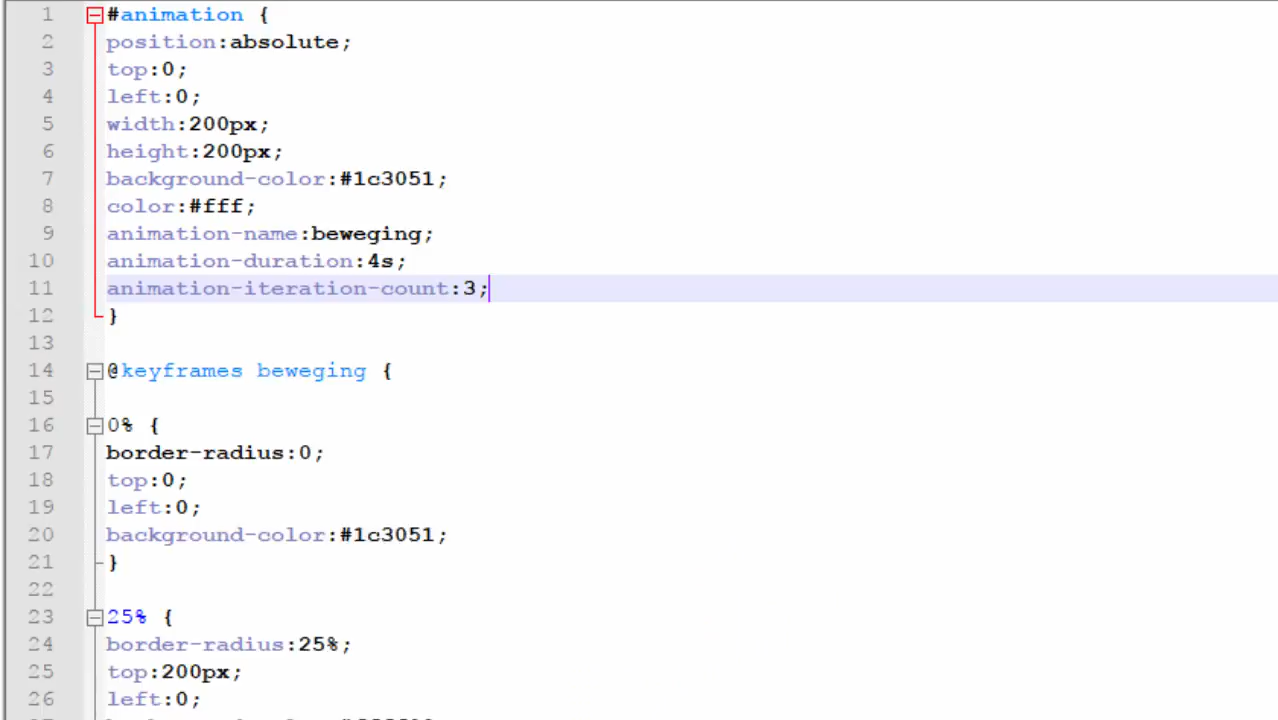 1 #animation {
2 position:absolute;
3 top:0;
4 left:0;
5 width:200px;
6 height:200px;
7 background-color:#1c3051;
8 color:#fff;
9 animation-name:beweging;
10 animation-duration:4s;
11 animation-iteration-count:3;
12 }
13
14 @keyframes beweging {
15
16 0% {
17 border-radius:0;
18 top:0;
19 left:0;
20 background-color:#1c3051;
21 }
22
23 25% {
24 border-radius:25%;
25 top:200px;
26 left:0;